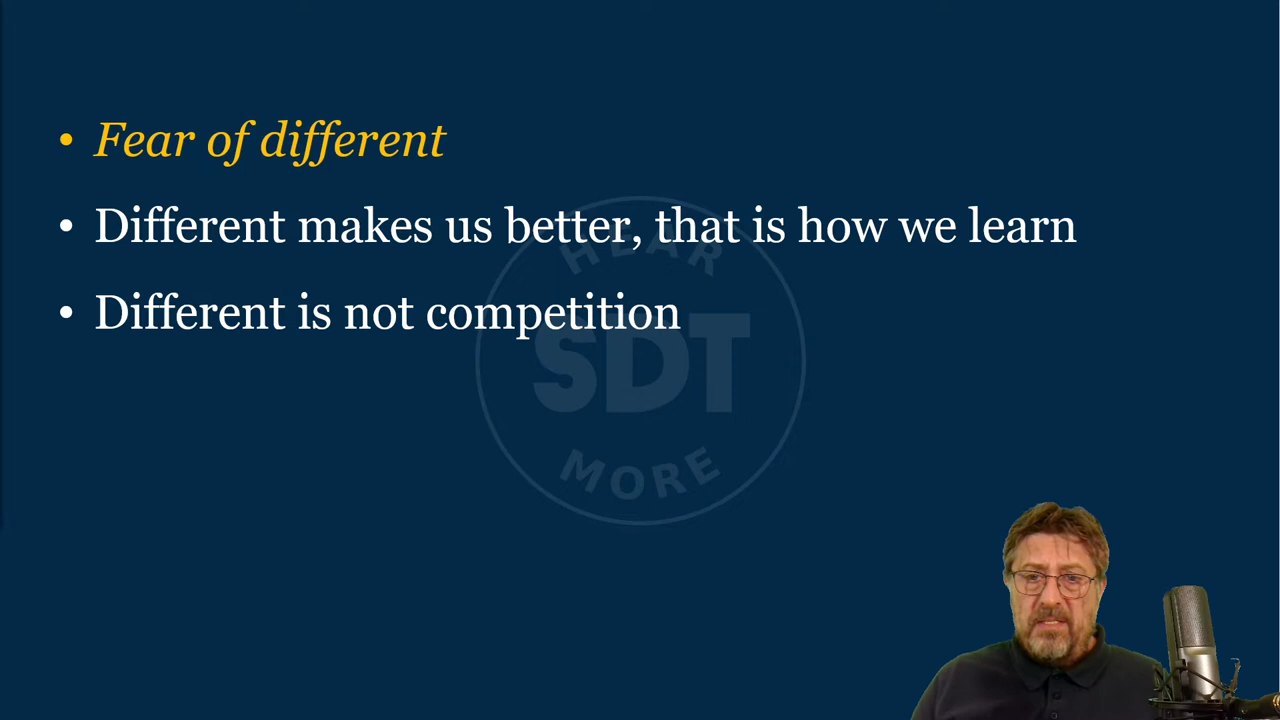 • Fear of different
• Different makes us better, that is how we learn
• Different is not competition
HEAR
SDT
MORE